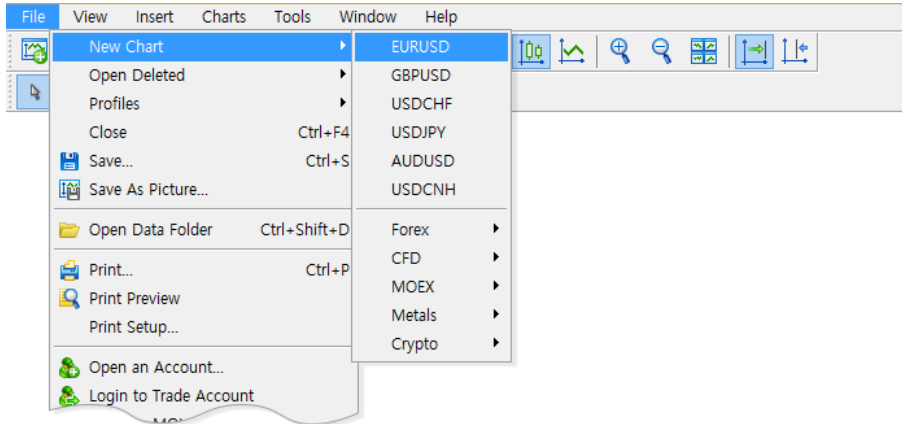 File View Insert Charts Tools Window Help
New Chart
Open Deleted
Profiles
Close Ctrl+F4
Save... Ctrl+S
Save As Picture...
Open Data Folder Ctrl+Shift+D
Print... Ctrl+P
Print Preview
Print Setup...
Open an Account...
Login to Trade Account
EURUSD
GBPUSD
USDCHF
USDJPY
AUDUSD
USDCNH
Forex
CFD
MOEX
Metals
Crypto